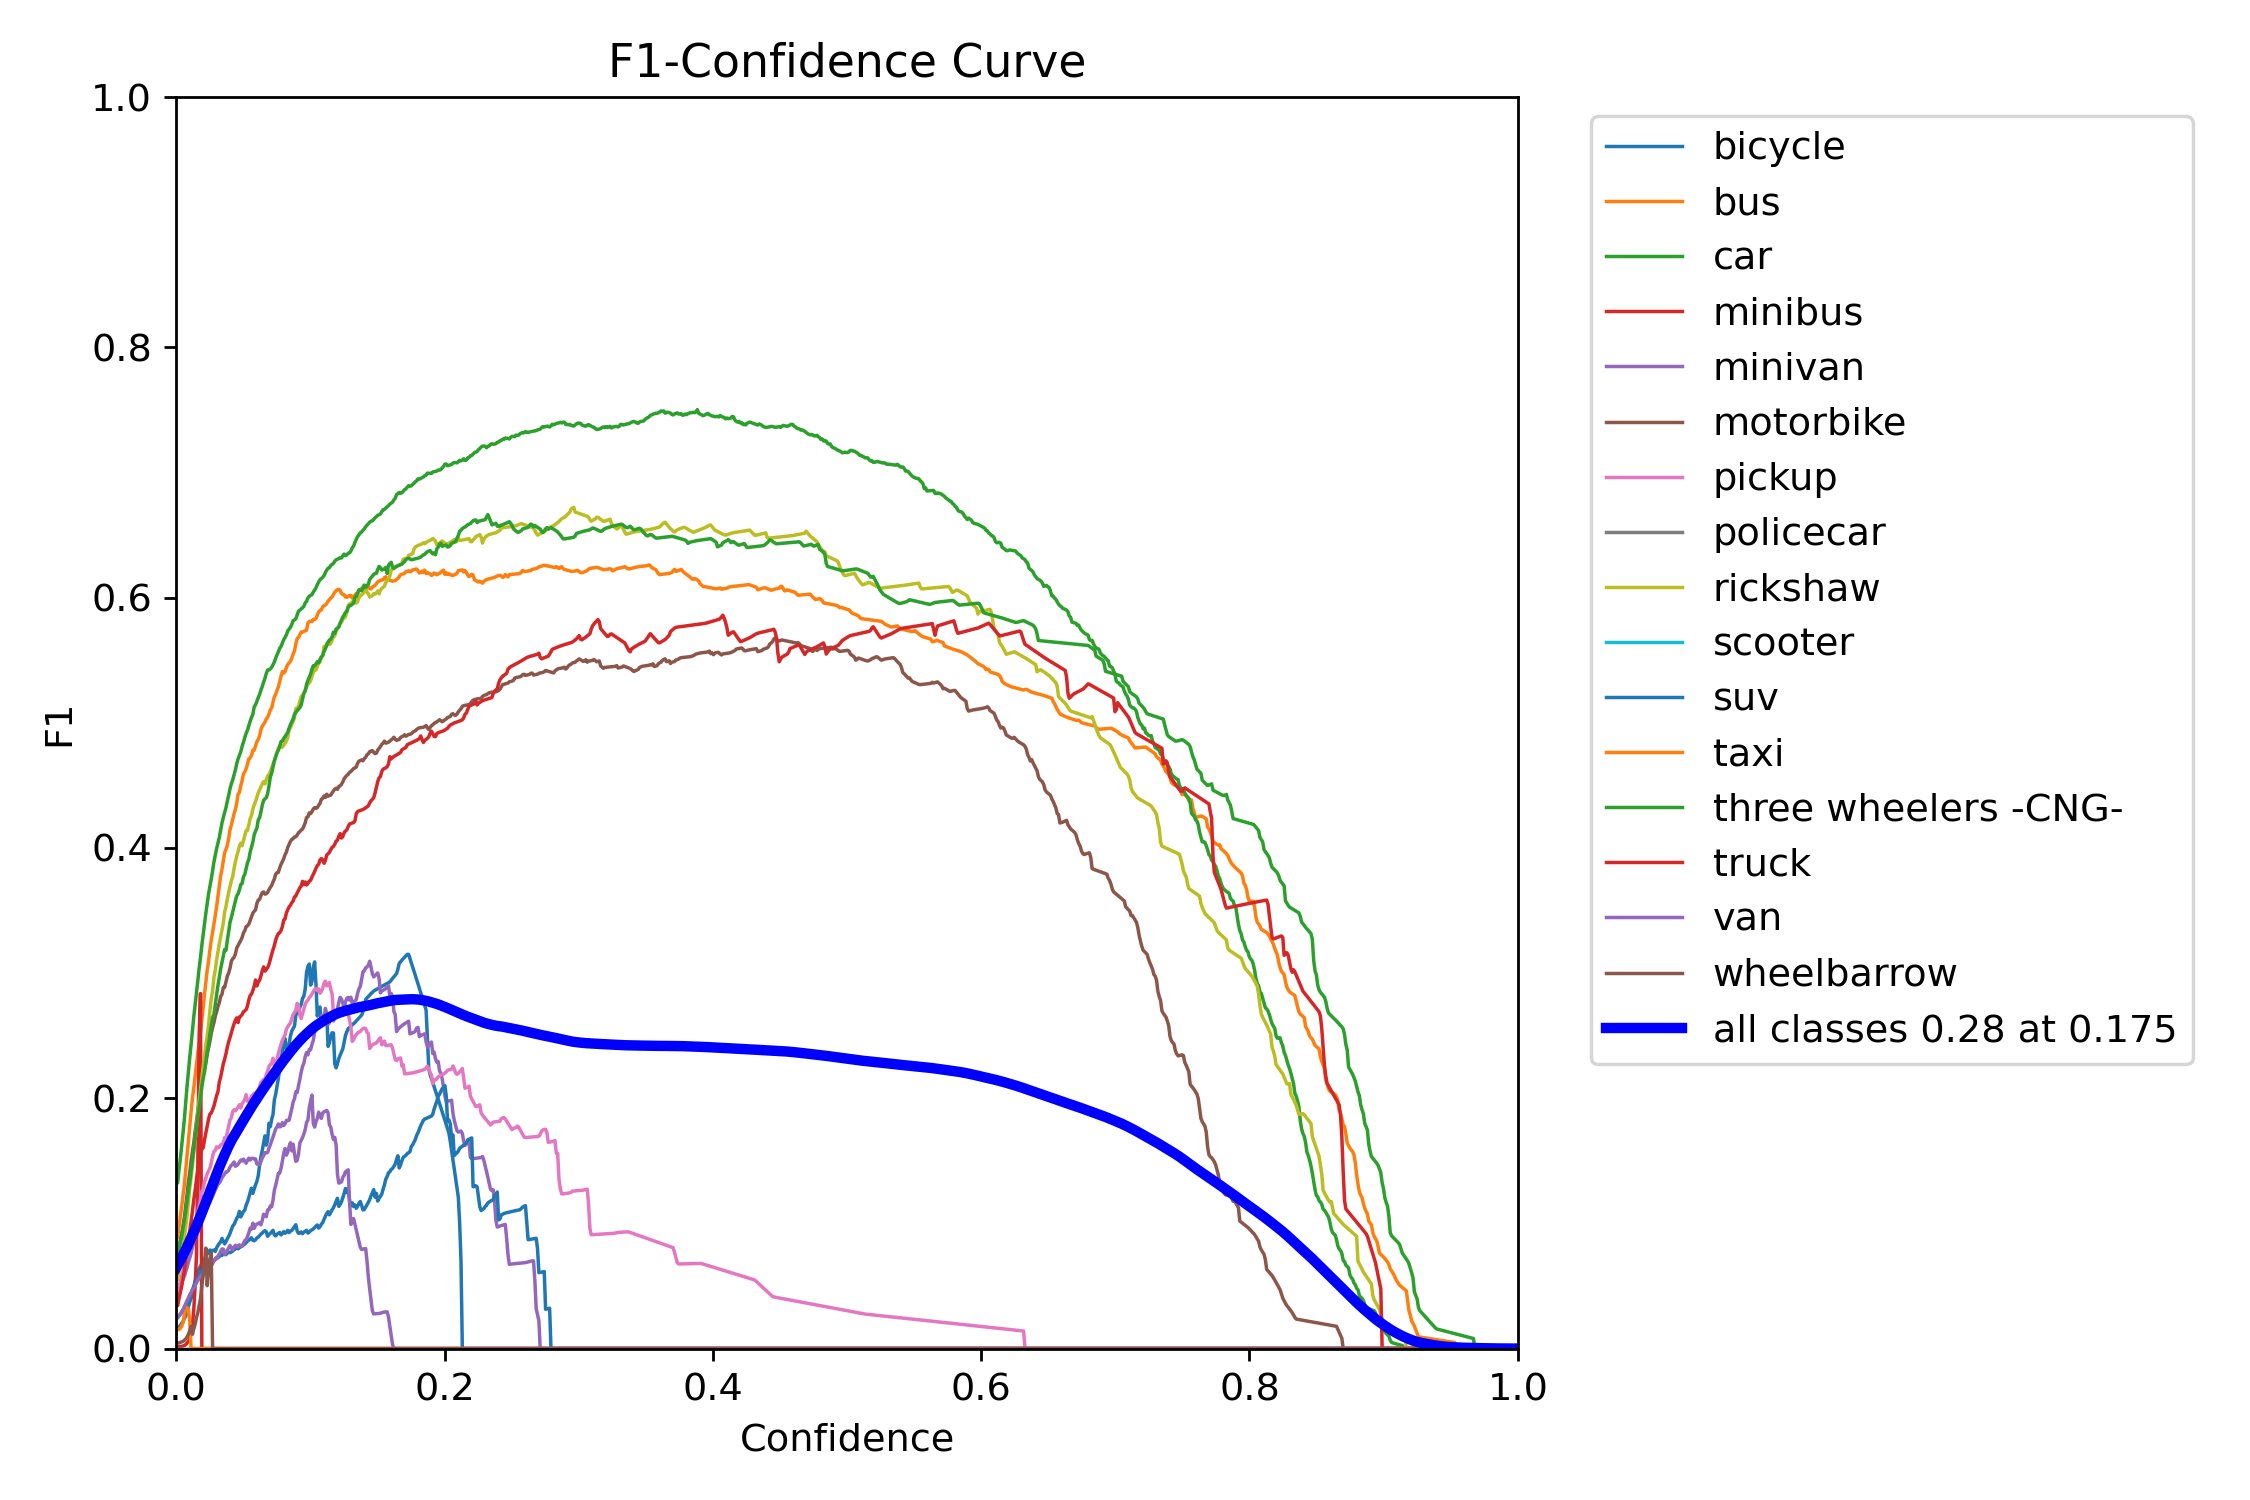 F1-Confidence Curve
1.0
0.8
0.6
0.4
0.2
0.0
F1
0.0 0.2 0.4 0.6 0.8 1.0
Confidence
bicycle
bus
car
minibus
minivan
motorbike
pickup
policecar
rickshaw
scooter
suv
taxi
three wheelers -CNG-
truck
van
wheelbarrow
all classes 0.28 at 0.175